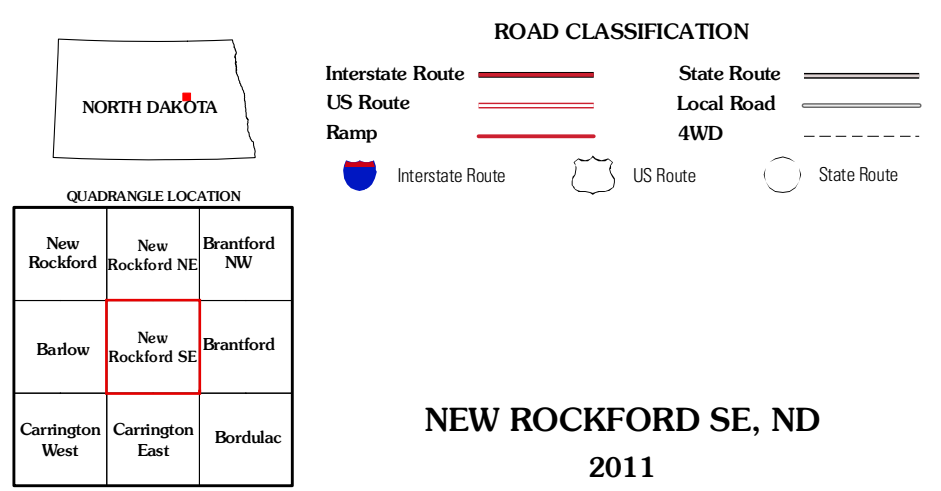 ROAD CLASSIFICATION
Interstate Route
State Route
US Route
Local Road
Ramp
4WD
Interstate Route
US Route
State Route
NORTH DAKOTA
QUADRANGLE LOCATION
New
Rockford
New
Rockford NE
Brantford
NW
Barlow
New
Rockford SE
Brantford
Carrington
West
Carrington
East
Bordulac
NEW ROCKFORD SE, ND
2011